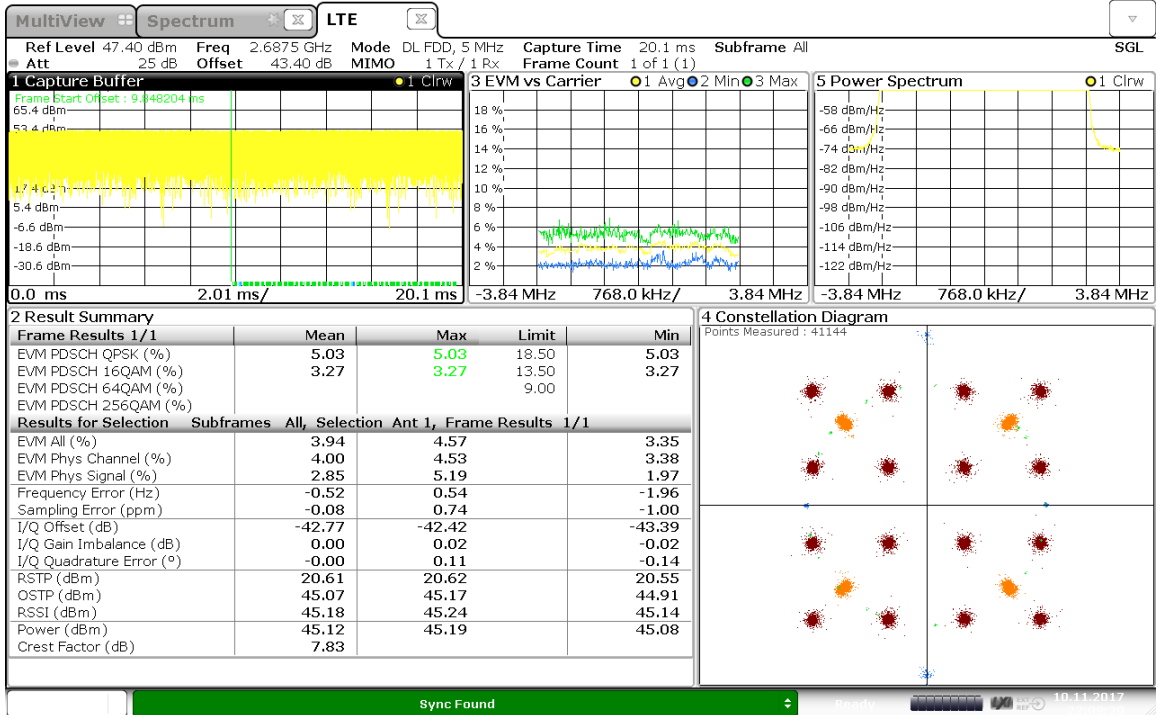 MultiView Spectrum LTE
Ref Level 47.40 dBm Freq 2.6875 GHz Mode DL FDD, 5 MHz Capture Time 20.1 ms Subframe All SGL
Att 25 dB Offset 43.40 dB MIMO 1 Tx / 1 Rx Frame Count 1 of 1 (1)
1 Capture Buffer 1 Clrw
Frame Start Offset : 9.848204 ms
65.4 dBm
53.4 dBm
17.4 dBm
5.4 dBm
-6.6 dBm
-18.6 dBm
-30.6 dBm
0.0 ms 2.01 ms/ 20.1 ms
3 EVM vs Carrier 1 Avg 2 Min 3 Max
18 %
16 %
14 %
12 %
10 %
8 %
6 %
4 %
2 %
-3.84 MHz 768.0 kHz/ 3.84 MHz
5 Power Spectrum 1 Clrw
-58 dBm/Hz
-66 dBm/Hz
-74 dBm/Hz
-82 dBm/Hz
-90 dBm/Hz
-98 dBm/Hz
-106 dBm/Hz
-114 dBm/Hz
-122 dBm/Hz
-3.84 MHz 768.0 kHz/ 3.84 MHz
2 Result Summary
Frame Results 1/1 Mean Max Limit Min
EVM PDSCH QPSK (%) 5.03 5.03 18.50 5.03
EVM PDSCH 16QAM (%) 3.27 3.27 13.50 3.27
EVM PDSCH 64QAM (%) 9.00
EVM PDSCH 256QAM (%)
Results for Selection Subframes All, Selection Ant 1, Frame Results 1/1
EVM All (%) 3.94 4.57 3.35
EVM Phys Channel (%) 4.00 4.53 3.38
EVM Phys Signal (%) 2.85 5.19 1.97
Frequency Error (Hz) -0.52 0.54 -1.96
Sampling Error (ppm) -0.08 0.74 -1.00
I/Q Offset (dB) -42.77 -42.42 -43.39
I/Q Gain Imbalance (dB) 0.00 0.02 -0.02
I/Q Quadrature Error (°) -0.00 0.11 -0.14
RSTP (dBm) 20.61 20.62 20.55
OSTP (dBm) 45.07 45.17 44.91
RSSI (dBm) 45.18 45.24 45.14
Power (dBm) 45.12 45.19 45.08
Crest Factor (dB) 7.83
4 Constellation Diagram
Points Measured : 41144
Sync Found Ready LXI EXT REF 10.11.2017